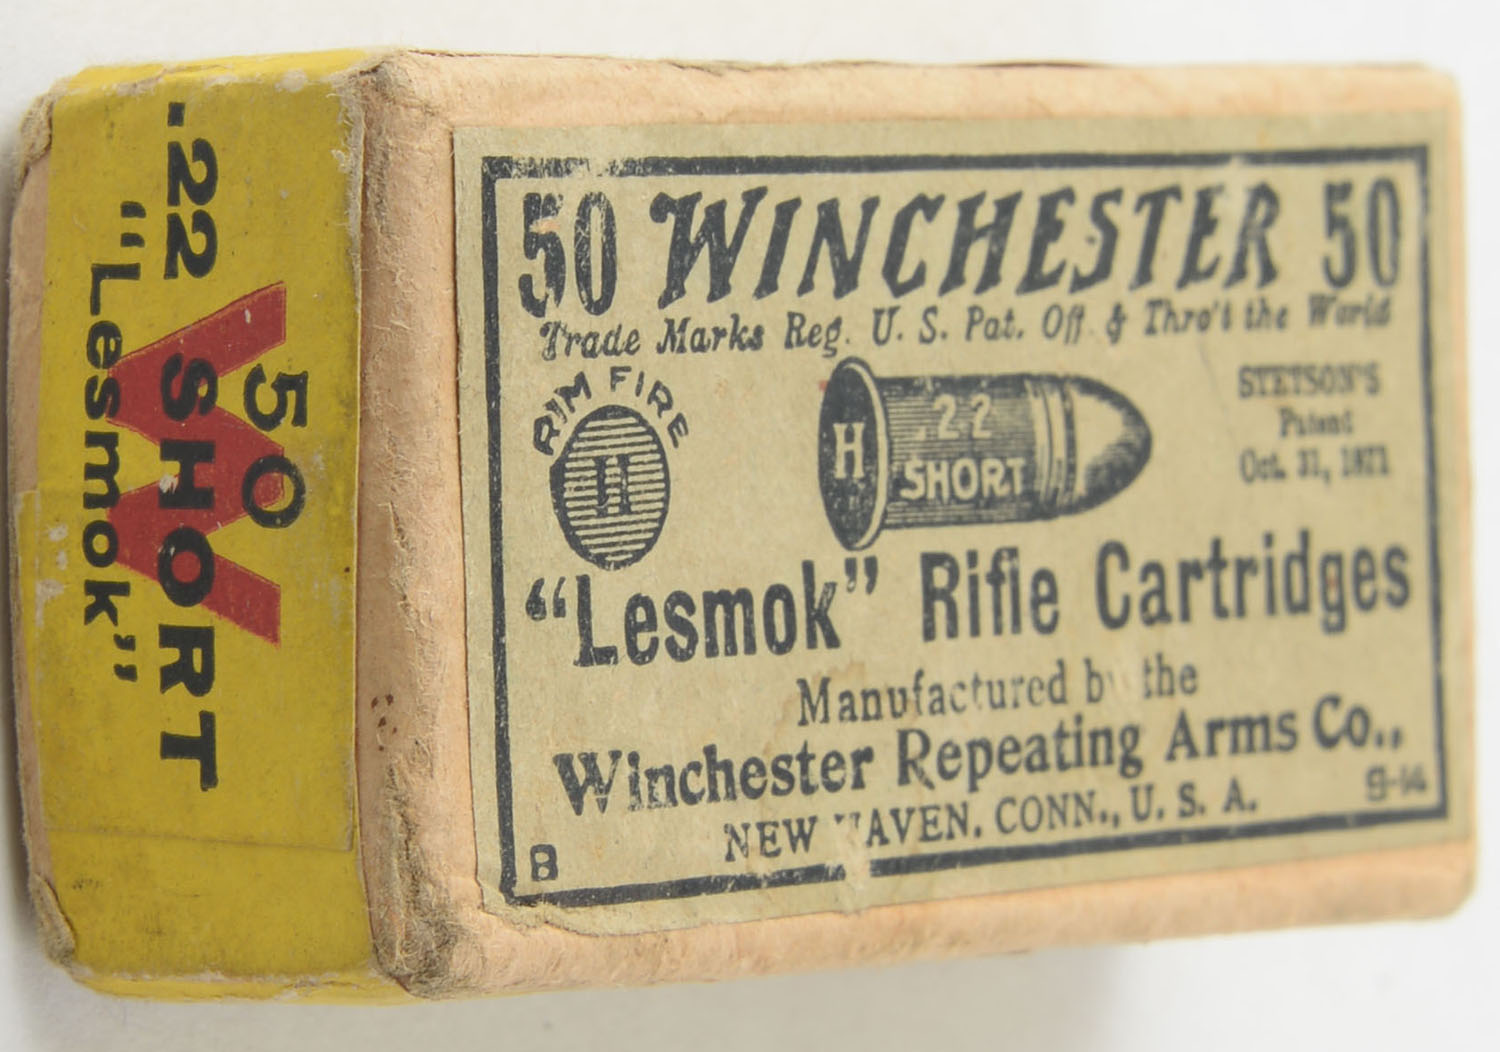 50 WINCHESTER 50
Trade Marks Reg. U. S. Pat. Off. & Thro't the World
RIM FIRE
H
H
.22
SHORT
STETSON'S
Patent
Oct. 31, 1871
"Lesmok" Rifle Cartridges
Manufactured by the
Winchester Repeating Arms Co.,
NEW HAVEN, CONN., U. S. A.
8
9-14
50
W
.22 SHORT
"Lesmok"